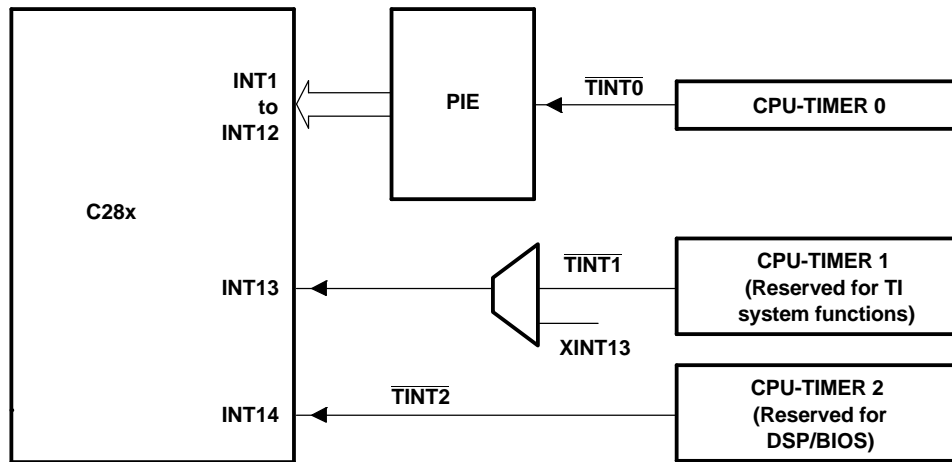 INT1
to
INT12
PIE
TINT0
CPU-TIMER 0
C28x
INT13
TINT1
XINT13
CPU-TIMER 1
(Reserved for TI
system functions)
INT14
TINT2
CPU-TIMER 2
(Reserved for
DSP/BIOS)